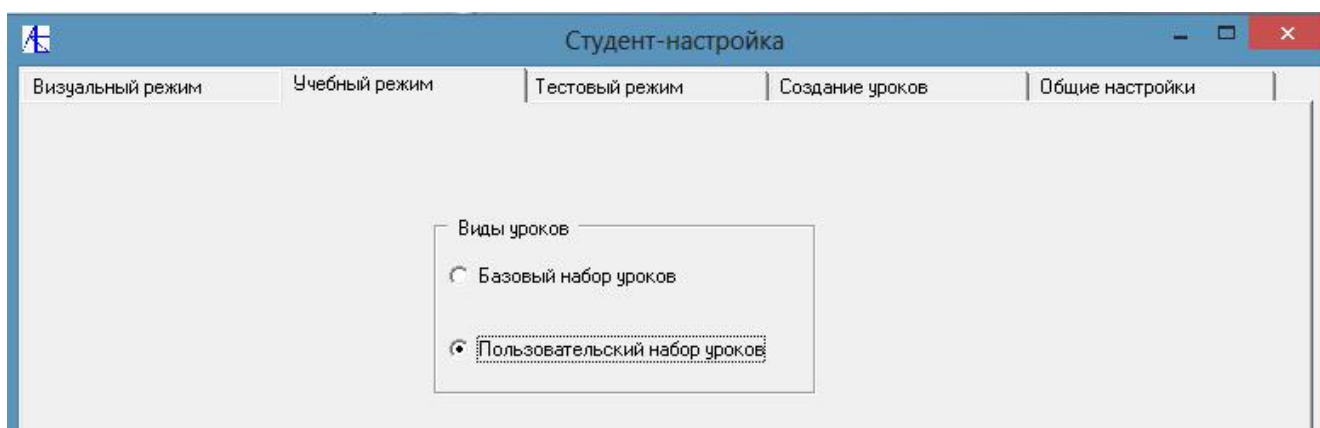 Студент-настройка
Визуальный режим Учебный режим Тестовый режим Создание уроков Общие настройки
Виды уроков
Базовый набор уроков
Пользовательский набор уроков